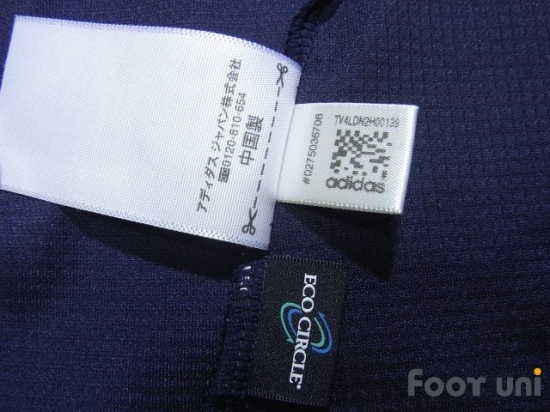 アディダス ジャパン株式会社
☎0120-810-654
中国製
#0275036706
TV4LDN2H00139
adidas
ECO CIRCLE®
FOOT uni